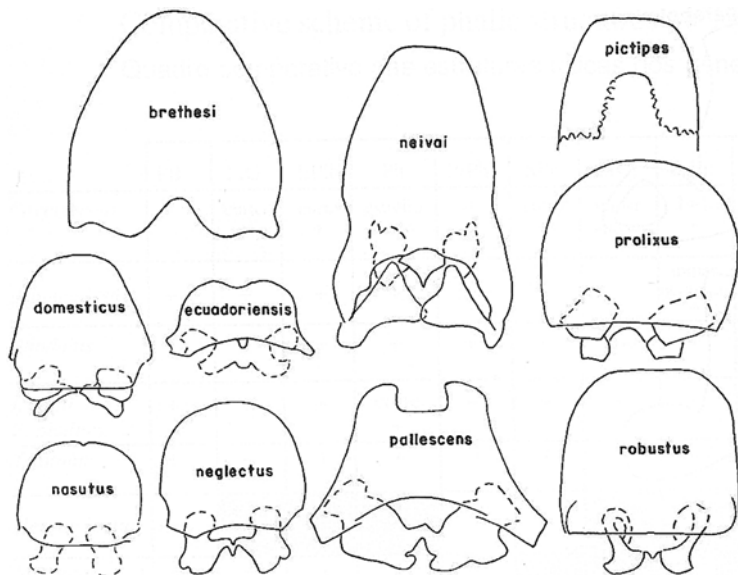 pictipes
brethesi
neivai
prolixus
domesticus
ecuadoriensis
pallescens
robustus
nasutus
neglectus